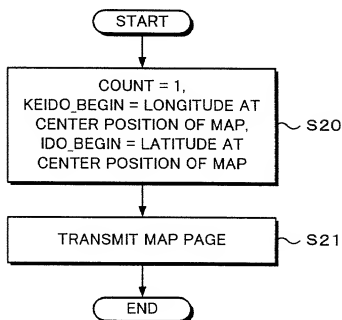 START
COUNT = 1,
KEIDO_BEGIN = LONGITUDE AT
CENTER POSITION OF MAP,
IDO_BEGIN = LATITUDE AT
CENTER POSITION OF MAP
S20
TRANSMIT MAP PAGE
S21
END